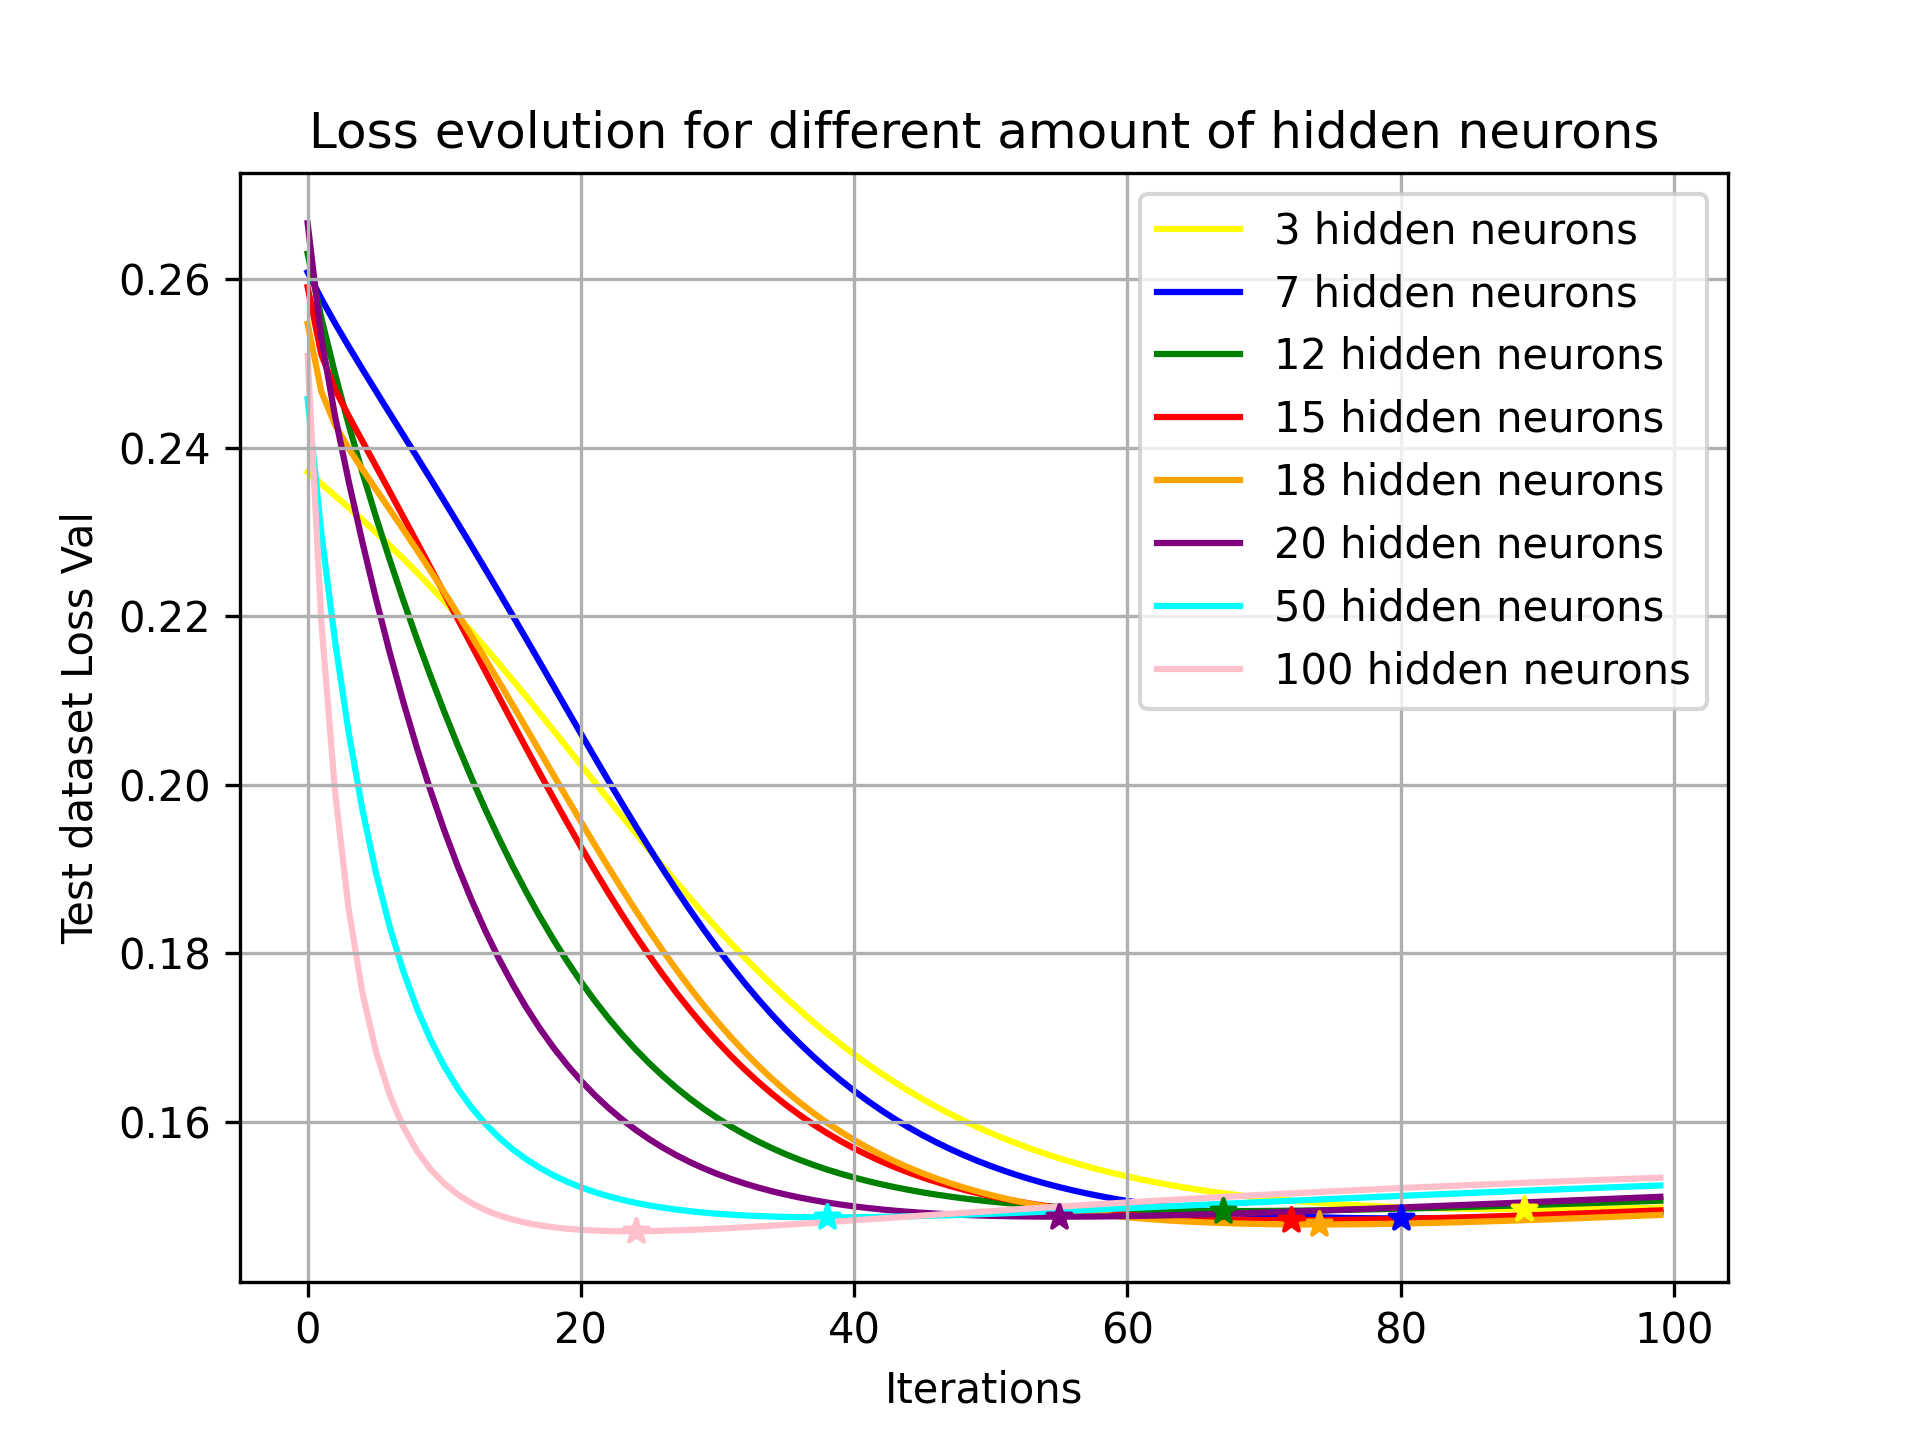 Loss evolution for different amount of hidden neurons
Test dataset Loss Val
0.26
0.24
0.22
0.20
0.18
0.16
3 hidden neurons
7 hidden neurons
12 hidden neurons
15 hidden neurons
18 hidden neurons
20 hidden neurons
50 hidden neurons
100 hidden neurons
0 20 40 60 80 100
Iterations